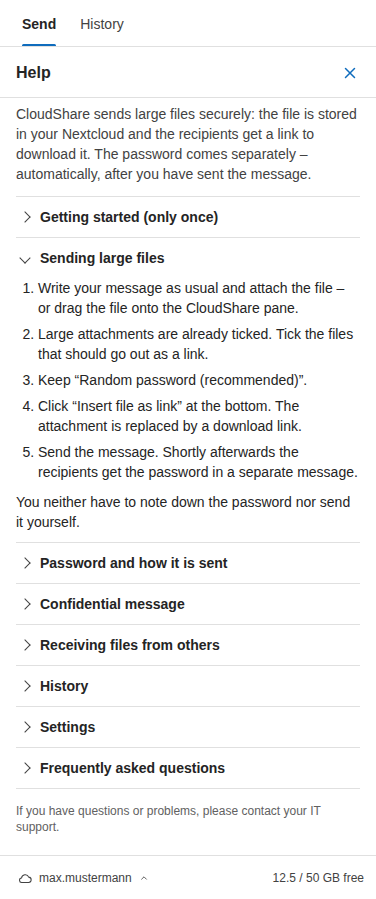 Send History
Help
CloudShare sends large files securely: the file is stored
in your Nextcloud and the recipients get a link to
download it. The password comes separately –
automatically, after you have sent the message.
Getting started (only once)
Sending large files
1. Write your message as usual and attach the file –
or drag the file onto the CloudShare pane.
2. Large attachments are already ticked. Tick the files
that should go out as a link.
3. Keep “Random password (recommended)”.
4. Click “Insert file as link” at the bottom. The
attachment is replaced by a download link.
5. Send the message. Shortly afterwards the
recipients get the password in a separate message.
You neither have to note down the password nor send
it yourself.
Password and how it is sent
Confidential message
Receiving files from others
History
Settings
Frequently asked questions
If you have questions or problems, please contact your IT
support.
max.mustermann 12.5 / 50 GB free